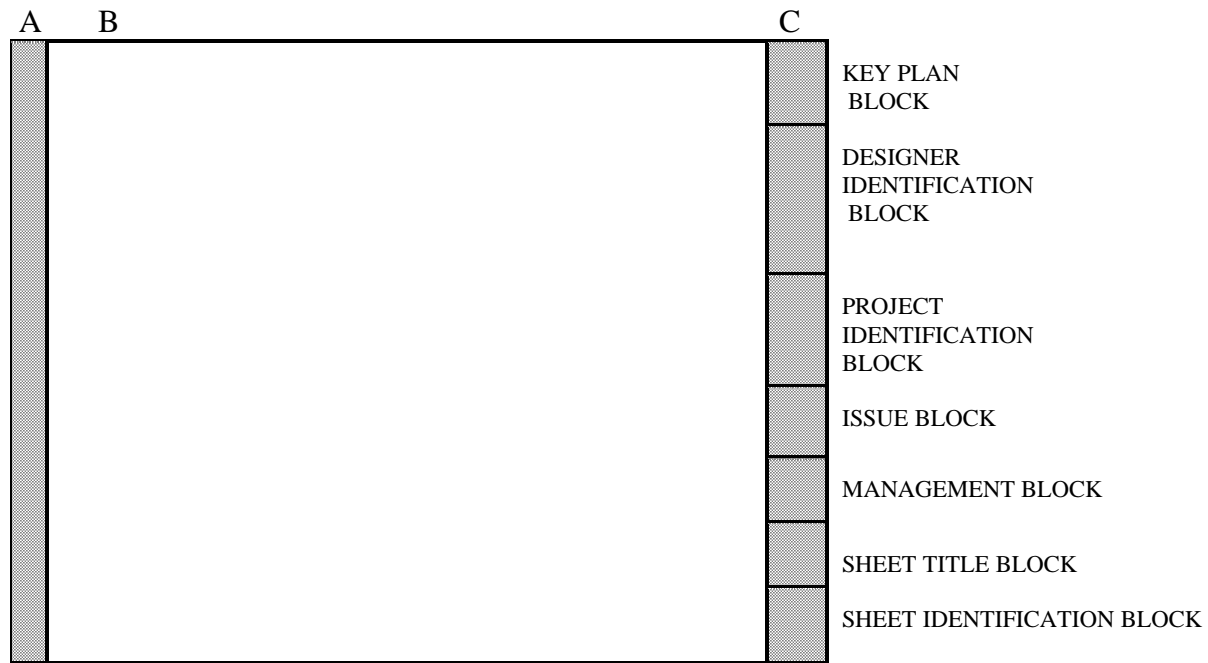 A B C
KEY PLAN
BLOCK
DESIGNER
IDENTIFICATION
BLOCK
PROJECT
IDENTIFICATION
BLOCK
ISSUE BLOCK
MANAGEMENT BLOCK
SHEET TITLE BLOCK
SHEET IDENTIFICATION BLOCK